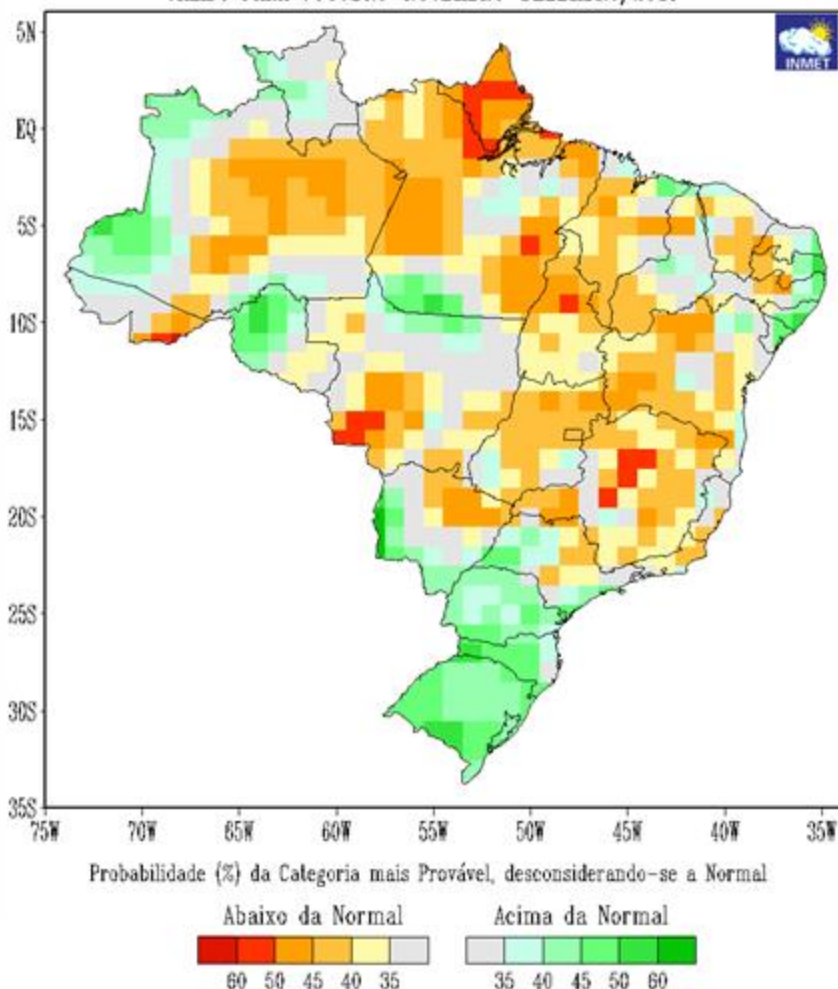 5N
INMET
EQ
5S
10S
15S
20S
25S
30S
35S
75W 70W 65W 60W 55W 50W 45W 40W 35W
Probabilidade (%) da Categoria mais Provável, desconsiderando-se a Normal
Abaixo da Normal Acima da Normal
60 50 45 40 35 35 40 45 50 60